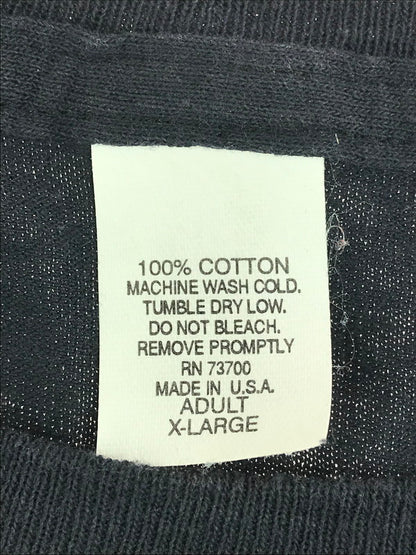 100% COTTON
MACHINE WASH COLD.
TUMBLE DRY LOW.
DO NOT BLEACH.
REMOVE PROMPTLY
RN 73700
MADE IN U.S.A.
ADULT
X-LARGE